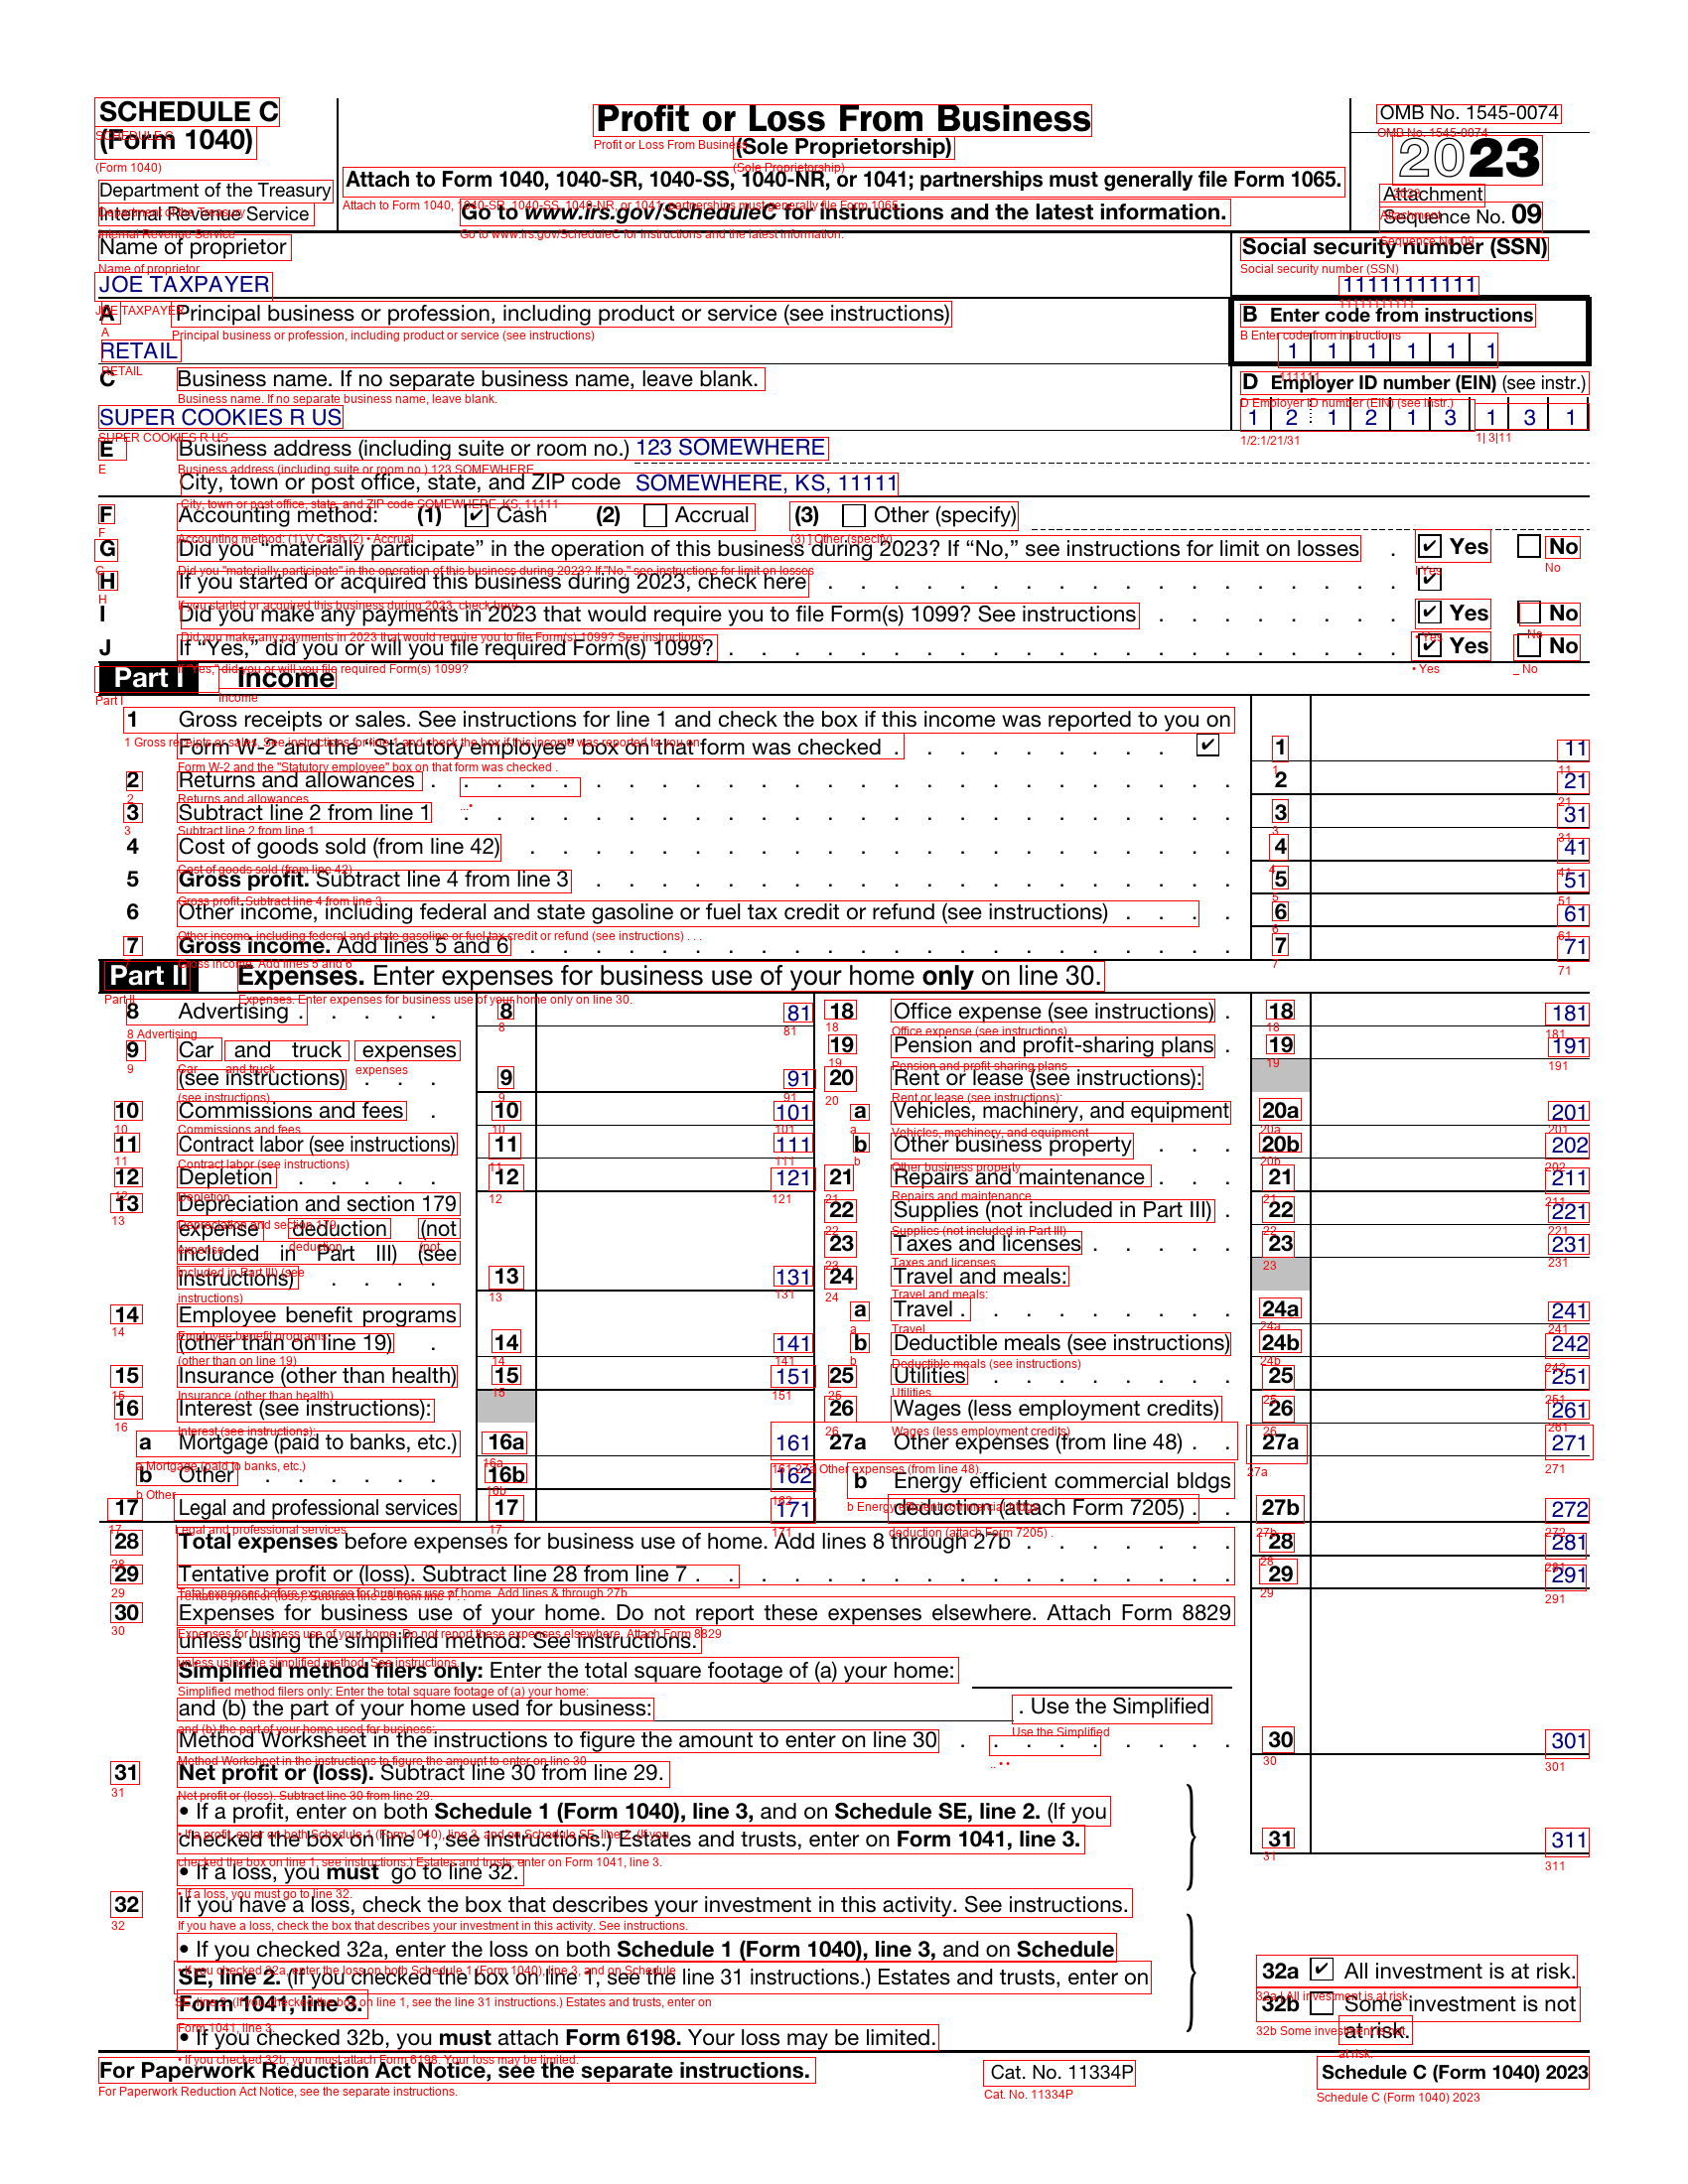 SCHEDULE C
(Form 1040)
Department of the Treasury
Internal Revenue Service
Profit or Loss From Business
(Sole Proprietorship)
Attach to Form 1040, 1040-SR, 1040-SS, 1040-NR, or 1041; partnerships must generally file Form 1065.
Go to www.irs.gov/ScheduleC for instructions and the latest information.
OMB No. 1545-0074
2023
Attachment
Sequence No. 09
Name of proprietor
JOE TAXPAYER
Social security number (SSN)
11111111111
A Principal business or profession, including product or service (see instructions)
RETAIL
B Enter code from instructions
1 1 1 1 1 1
C Business name. If no separate business name, leave blank.
SUPER COOKIES R US
D Employer ID number (EIN) (see instr.)
1 2 1 2 1 3 1 3 1
E Business address (including suite or room no.) 123 SOMEWHERE
City, town or post office, state, and ZIP code SOMEWHERE, KS, 11111
F Accounting method: (1) ✔ Cash (2) Accrual (3) Other (specify)
G Did you “materially participate” in the operation of this business during 2023? If “No,” see instructions for limit on losses . ✔ Yes No
H If you started or acquired this business during 2023, check here ✔
I Did you make any payments in 2023 that would require you to file Form(s) 1099? See instructions ✔ Yes No
J If “Yes,” did you or will you file required Form(s) 1099? ✔ Yes No
Part I Income
1 Gross receipts or sales. See instructions for line 1 and check the box if this income was reported to you on
Form W-2 and the “Statutory employee” box on that form was checked . ✔ 1 11
2 Returns and allowances 2 21
3 Subtract line 2 from line 1 3 31
4 Cost of goods sold (from line 42) 4 41
5 Gross profit. Subtract line 4 from line 3 5 51
6 Other income, including federal and state gasoline or fuel tax credit or refund (see instructions) 6 61
7 Gross income. Add lines 5 and 6 7 71
Part II Expenses. Enter expenses for business use of your home only on line 30.
8 Advertising 8 81
9 Car and truck expenses
(see instructions) 9 91
10 Commissions and fees 10 101
11 Contract labor (see instructions) 11 111
12 Depletion 12 121
13 Depreciation and section 179
expense deduction (not
included in Part III) (see
instructions) 13 131
14 Employee benefit programs
(other than on line 19) 14 141
15 Insurance (other than health) 15 151
16 Interest (see instructions):
a Mortgage (paid to banks, etc.) 16a 161
b Other 16b 162
17 Legal and professional services 17 171
18 Office expense (see instructions) 18 181
19 Pension and profit-sharing plans 19 191
20 Rent or lease (see instructions):
a Vehicles, machinery, and equipment 20a 201
b Other business property 20b 202
21 Repairs and maintenance 21 211
22 Supplies (not included in Part III) 22 221
23 Taxes and licenses 23 231
24 Travel and meals:
a Travel 24a 241
b Deductible meals (see instructions) 24b 242
25 Utilities 25 251
26 Wages (less employment credits) 26 261
27a Other expenses (from line 48) 27a 271
b Energy efficient commercial bldgs
deduction (attach Form 7205) 27b 272
28 Total expenses before expenses for business use of home. Add lines 8 through 27b 28 281
29 Tentative profit or (loss). Subtract line 28 from line 7 29 291
30 Expenses for business use of your home. Do not report these expenses elsewhere. Attach Form 8829
unless using the simplified method. See instructions.
Simplified method filers only: Enter the total square footage of (a) your home:
and (b) the part of your home used for business: . Use the Simplified
Method Worksheet in the instructions to figure the amount to enter on line 30 30 301
31 Net profit or (loss). Subtract line 30 from line 29.
• If a profit, enter on both Schedule 1 (Form 1040), line 3, and on Schedule SE, line 2. (If you
checked the box on line 1, see instructions.) Estates and trusts, enter on Form 1041, line 3. 31 311
• If a loss, you must go to line 32.
32 If you have a loss, check the box that describes your investment in this activity. See instructions.
• If you checked 32a, enter the loss on both Schedule 1 (Form 1040), line 3, and on Schedule
SE, line 2. (If you checked the box on line 1, see the line 31 instructions.) Estates and trusts, enter on
Form 1041, line 3.
• If you checked 32b, you must attach Form 6198. Your loss may be limited.
32a ✔ All investment is at risk.
32b Some investment is not
at risk.
For Paperwork Reduction Act Notice, see the separate instructions.
Cat. No. 11334P
Schedule C (Form 1040) 2023